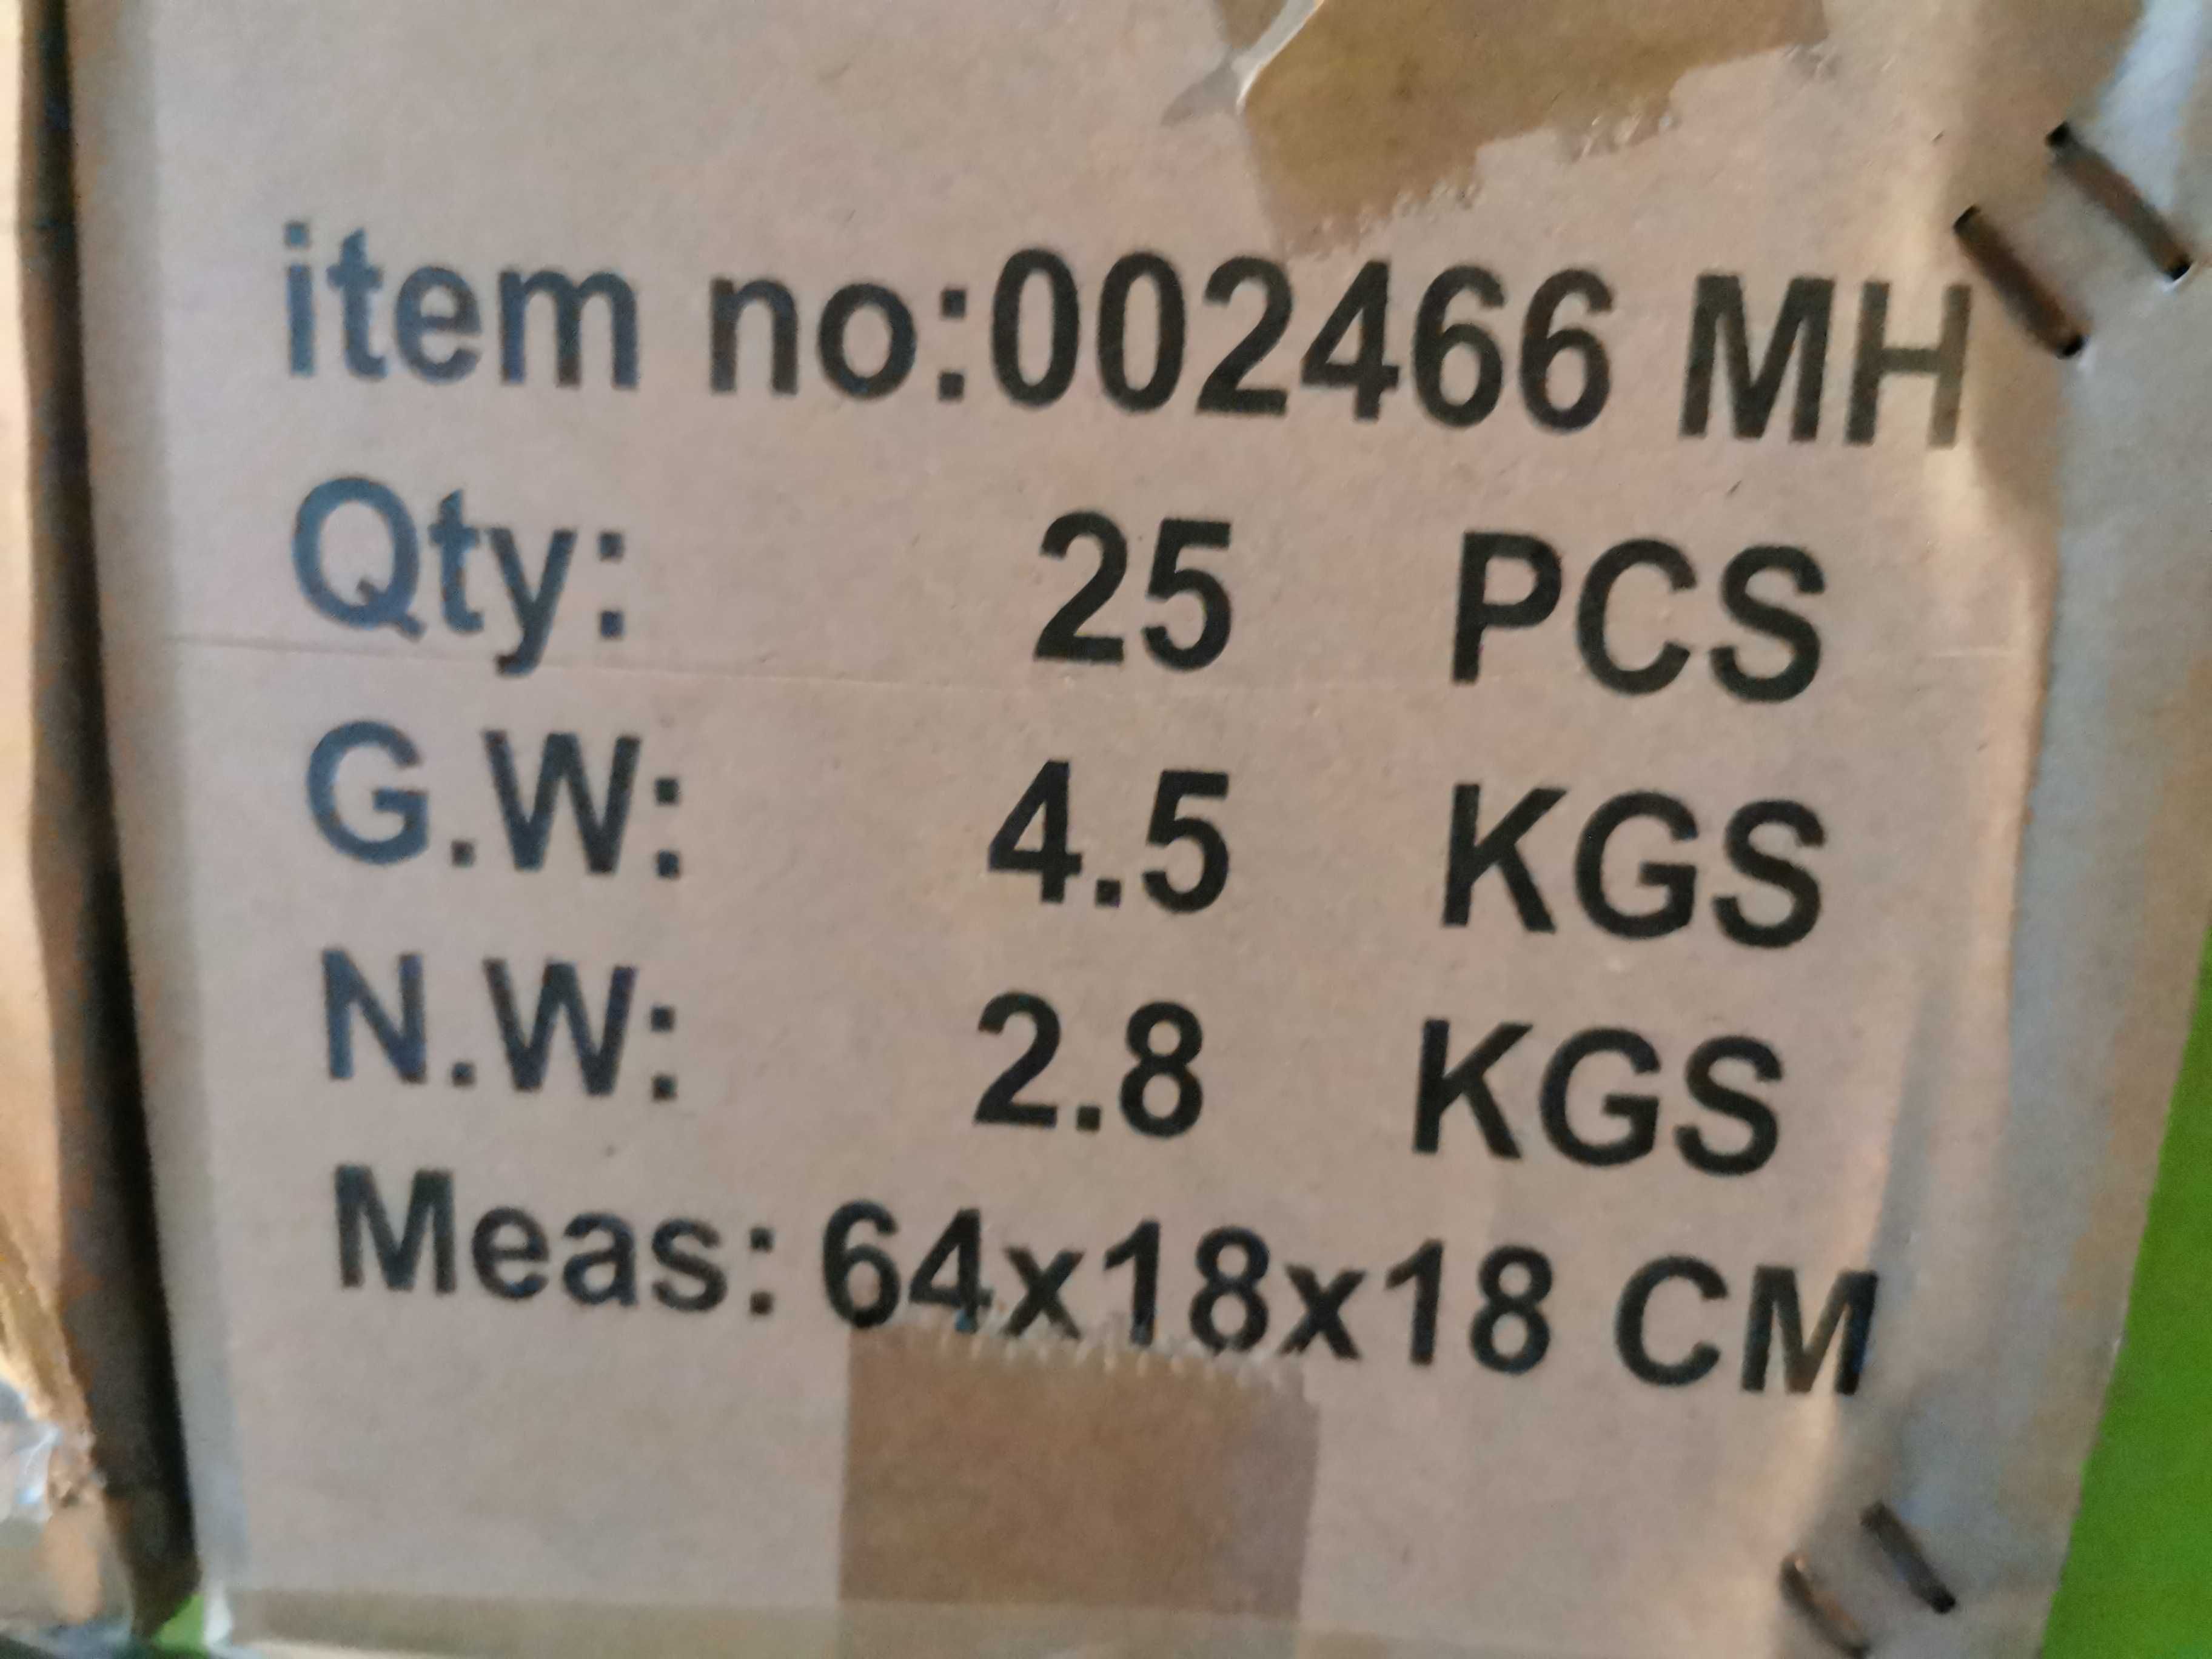 item no:002466 MH
Qty: 25 PCS
G.W: 4.5 KGS
N.W: 2.8 KGS
Meas: 64x18x18 CM